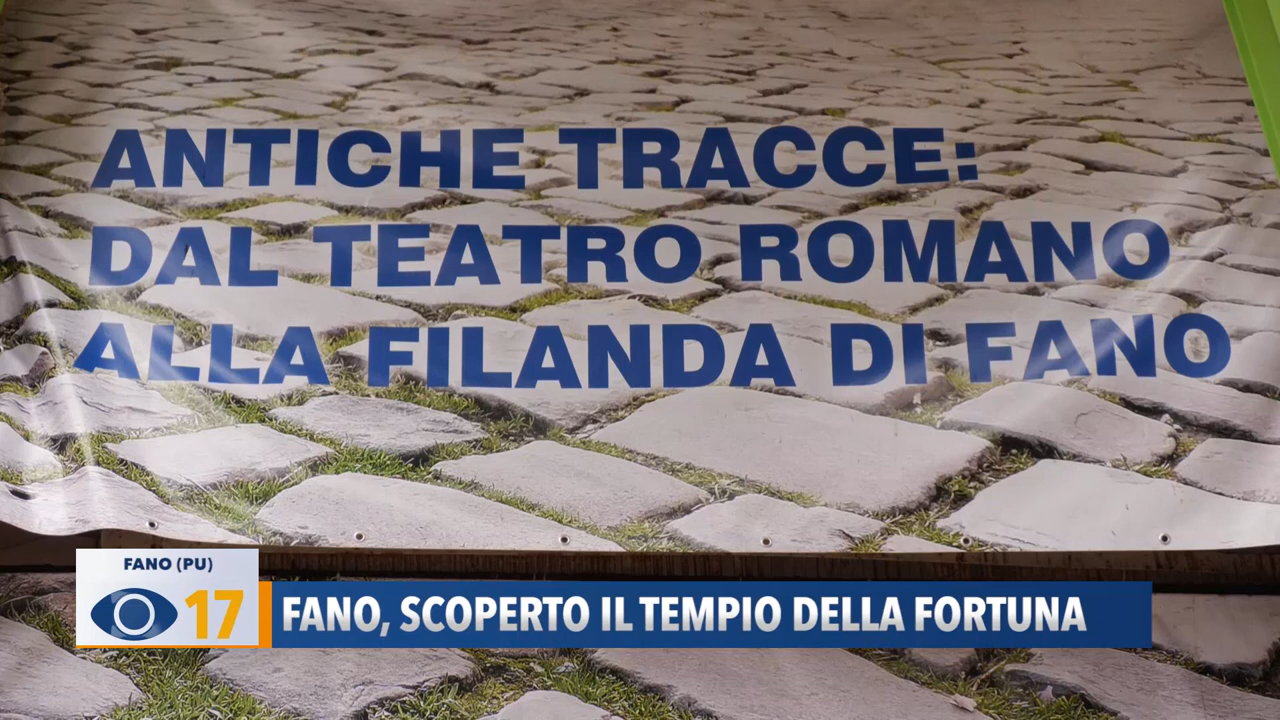 ANTICHE TRACCE:
DAL TEATRO ROMANO
ALLA FILANDA DI FANO
FANO (PU)
17
FANO, SCOPERTO IL TEMPIO DELLA FORTUNA